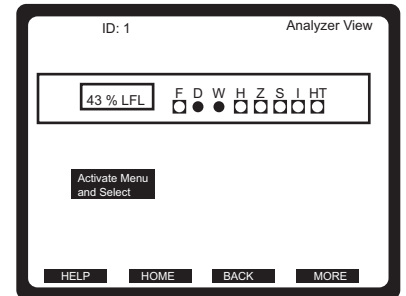 ID: 1 Analyzer View
43 % LFL F D W H Z S I HT
Activate Menu
and Select
HELP HOME BACK MORE